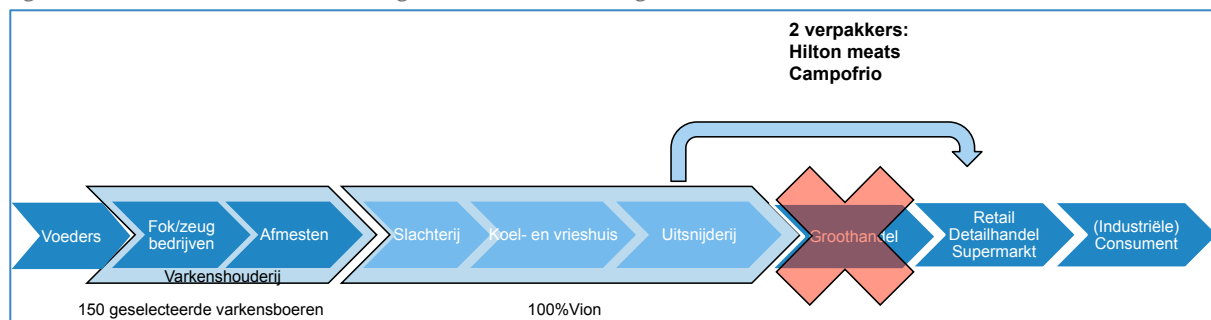 2 verpakkers:
Hilton meats
Campofrio
Voeders
Fok/zeug
bedrijven
Afmesten
Varkenshouderij
Slachterij
Koel- en vrieshuis
Uitsnijderij
Groothandel
Retail
Detailhandel
Supermarkt
(Industriële)
Consument
150 geselecteerde varkensboeren
100%Vion